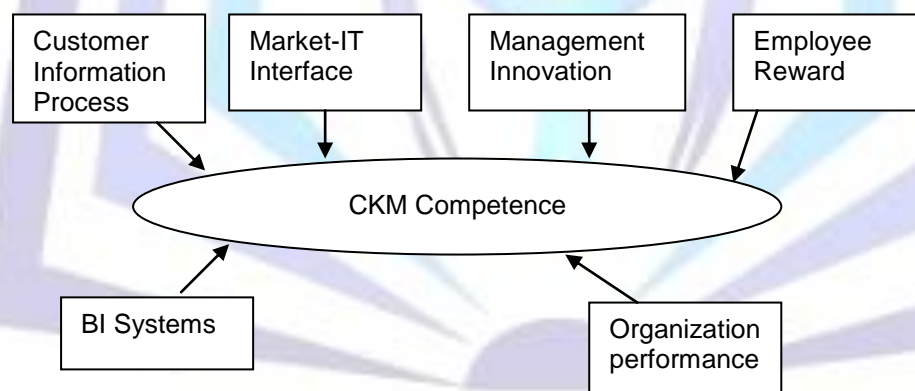 Customer
Information
Process
Market-IT
Interface
Management
Innovation
Employee
Reward
CKM Competence
BI Systems
Organization
performance